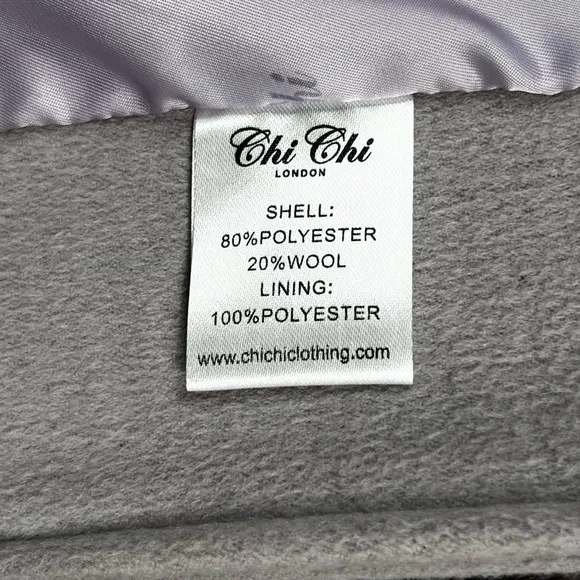 Chi Chi
LONDON
SHELL:
80%POLYESTER
20%WOOL
LINING:
100%POLYESTER
www.chichiclothing.com